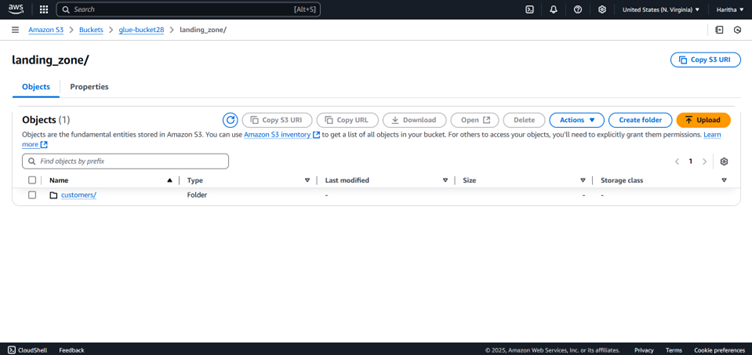 aws
Search [Alt+S] United States (N. Virginia) Haritha
Amazon S3 Buckets glue-bucket28 landing_zone/
landing_zone/ Copy S3 URI
Objects Properties
Objects (1) Copy S3 URI Copy URL Download Open Delete Actions Create folder Upload
Objects are the fundamental entities stored in Amazon S3. You can use Amazon S3 inventory to get a list of all objects in your bucket. For others to access your objects, you'll need to explicitly grant them permissions. Learn
more
Find objects by prefix 1
Name Type Last modified Size Storage class
customers/ Folder - - -
CloudShell Feedback © 2025, Amazon Web Services, Inc. or its affiliates. Privacy Terms Cookie preferences